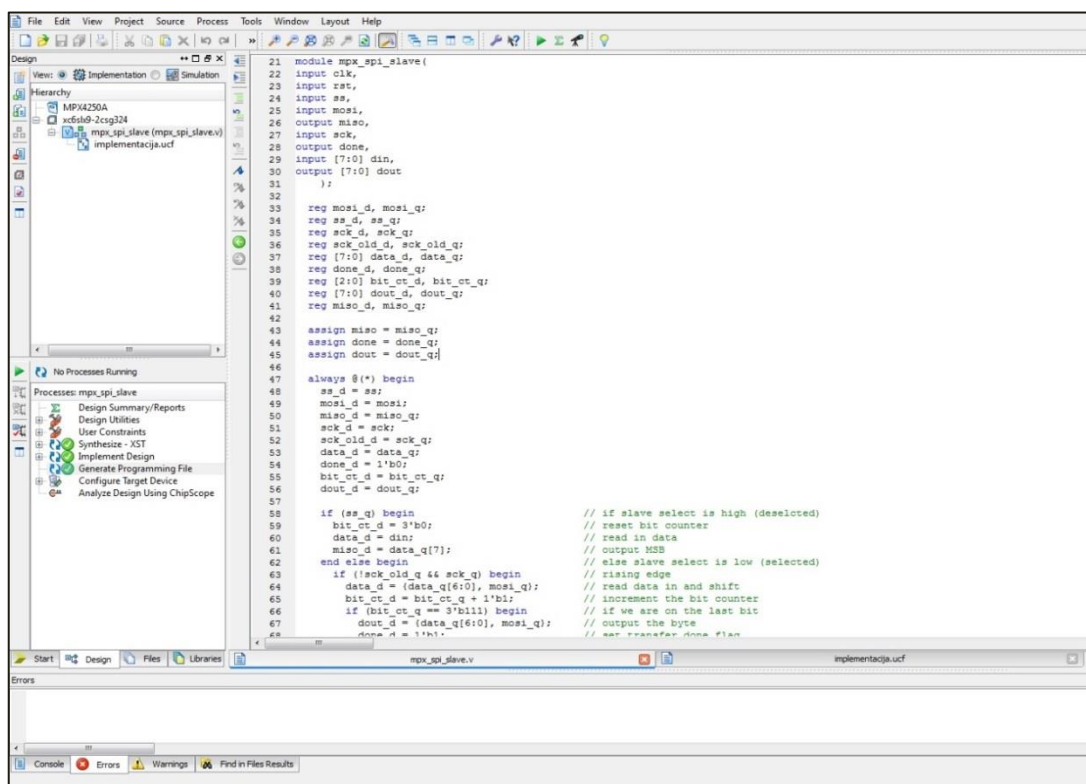 File Edit View Project Source Process Tools Window Layout Help
Design
View: Implementation Simulation
Hierarchy
MPX4250A
xc6slx9-2csg324
mpx_spi_slave (mpx_spi_slave.v)
implementacija.ucf
No Processes Running
Processes: mpx_spi_slave
Design Summary/Reports
Design Utilities
User Constraints
Synthesize - XST
Implement Design
Generate Programming File
Configure Target Device
Analyze Design Using ChipScope
21 module mpx_spi_slave(
22 input clk,
23 input rst,
24 input ss,
25 input mosi,
26 output miso,
27 input sck,
28 output done,
29 input [7:0] din,
30 output [7:0] dout
31 );
32
33 reg mosi_d, mosi_q;
34 reg ss_d, ss_q;
35 reg sck_d, sck_q;
36 reg sck_old_d, sck_old_q;
37 reg [7:0] data_d, data_q;
38 reg done_d, done_q;
39 reg [2:0] bit_ct_d, bit_ct_q;
40 reg [7:0] dout_d, dout_q;
41 reg miso_d, miso_q;
42
43 assign miso = miso_q;
44 assign done = done_q;
45 assign dout = dout_q;
46
47 always @(*) begin
48 ss_d = ss;
49 mosi_d = mosi;
50 miso_d = miso_q;
51 sck_d = sck;
52 sck_old_d = sck_q;
53 data_d = data_q;
54 done_d = 1'b0;
55 bit_ct_d = bit_ct_q;
56 dout_d = dout_q;
57
58 if (ss_q) begin // if slave select is high (deselcted)
59 bit_ct_d = 3'b0; // reset bit counter
60 data_d = din; // read in data
61 miso_d = data_q[7]; // output MSB
62 end else begin // else slave select is low (selected)
63 if (!sck_old_q && sck_q) begin // rising edge
64 data_d = {data_q[6:0], mosi_q}; // read data in and shift
65 bit_ct_d = bit_ct_q + 1'b1; // increment the bit counter
66 if (bit_ct_q == 3'b111) begin // if we are on the last bit
67 dout_d = {data_q[6:0], mosi_q}; // output the byte
68 done_d = 1'b1; // set transfer done flag
Start Design Files Libraries mpx_spi_slave.v implementacija.ucf
Errors
Console Errors Warnings Find in Files Results